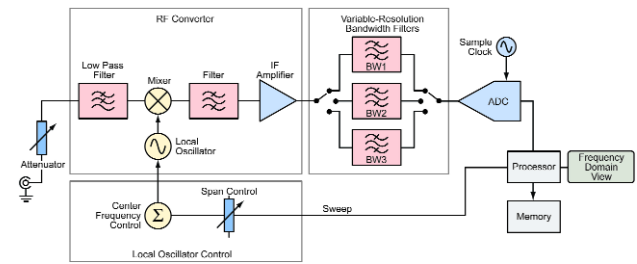 RF Converter
Variable-Resolution
Bandwidth Filters
Low Pass
Filter
Mixer
Filter
IF
Amplifier
BW1
BW2
BW3
Sample
Clock
ADC
Attenuator
Local
Oscillator
Processor
Frequency
Domain
View
Memory
Center
Frequency
Control
Σ
Span Control
Sweep
Local Oscillator Control